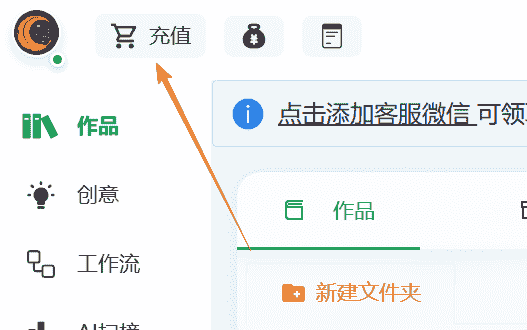 充值
点击添加客服微信 可领
作品
创意
作品
工作流
新建文件夹